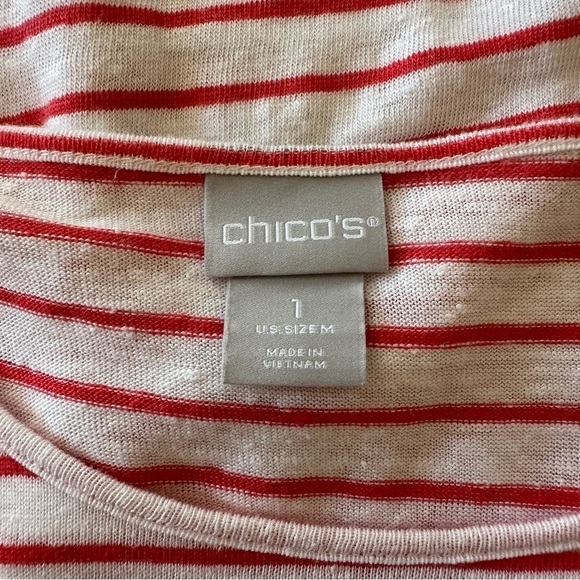 chico's®
1
U.S. SIZE M
MADE IN
VIETNAM